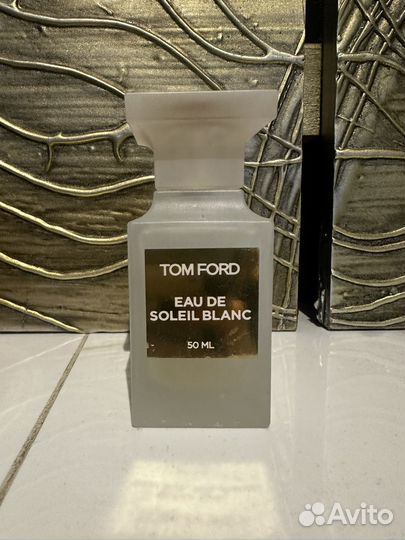 TOM FORD
EAU DE
SOLEIL BLANC
50 ML
Avito